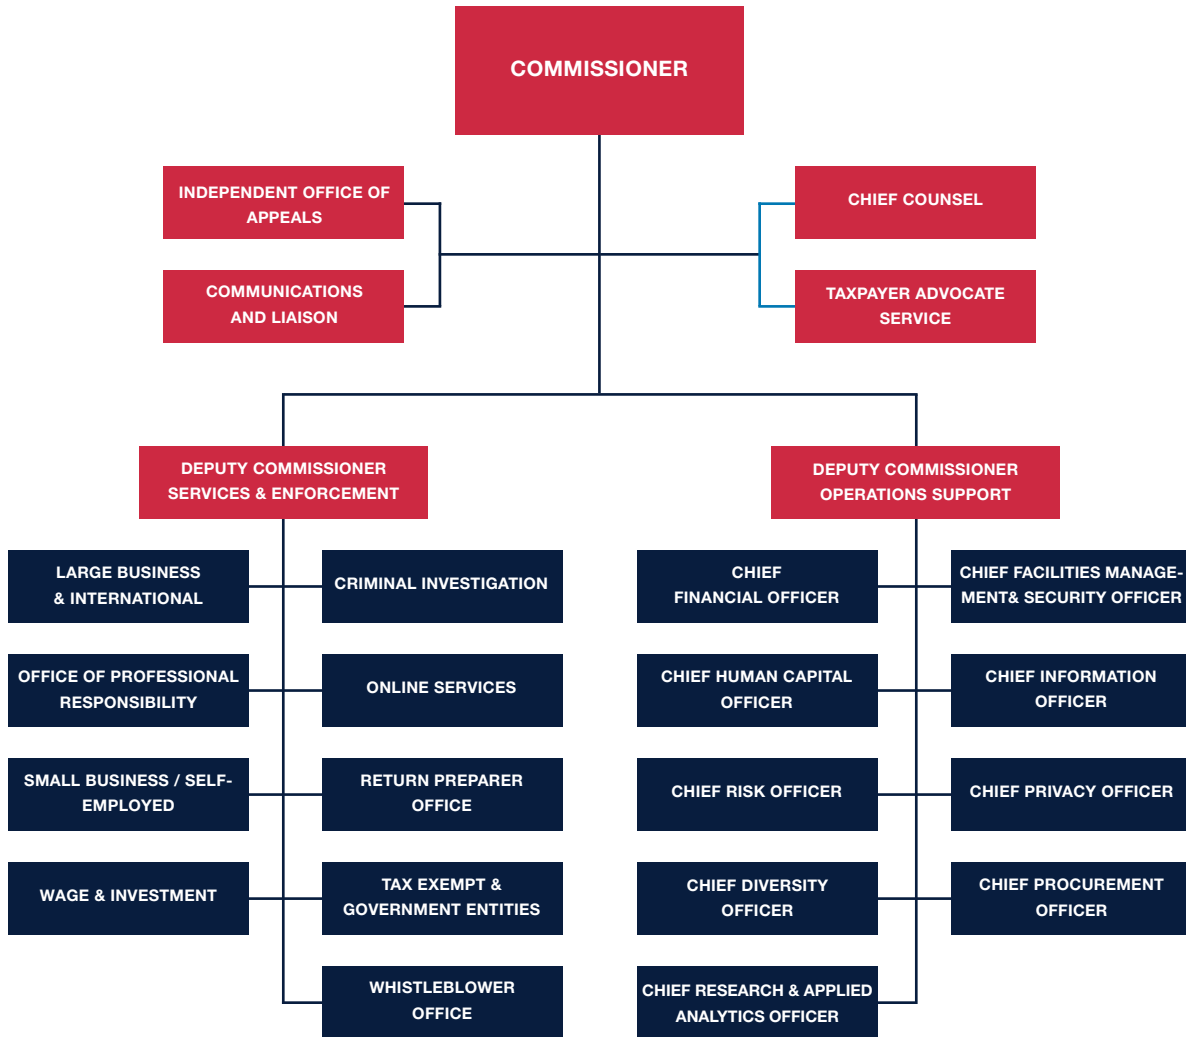 COMMISSIONER
INDEPENDENT OFFICE OF
APPEALS
CHIEF COUNSEL
COMMUNICATIONS
AND LIAISON
TAXPAYER ADVOCATE
SERVICE
DEPUTY COMMISSIONER
SERVICES & ENFORCEMENT
DEPUTY COMMISSIONER
OPERATIONS SUPPORT
LARGE BUSINESS
& INTERNATIONAL
CRIMINAL INVESTIGATION
CHIEF
FINANCIAL OFFICER
CHIEF FACILITIES MANAGE-
MENT& SECURITY OFFICER
OFFICE OF PROFESSIONAL
RESPONSIBILITY
ONLINE SERVICES
CHIEF HUMAN CAPITAL
OFFICER
CHIEF INFORMATION
OFFICER
SMALL BUSINESS / SELF-
EMPLOYED
RETURN PREPARER
OFFICE
CHIEF RISK OFFICER
CHIEF PRIVACY OFFICER
WAGE & INVESTMENT
TAX EXEMPT &
GOVERNMENT ENTITIES
CHIEF DIVERSITY
OFFICER
CHIEF PROCUREMENT
OFFICER
WHISTLEBLOWER
OFFICE
CHIEF RESEARCH & APPLIED
ANALYTICS OFFICER